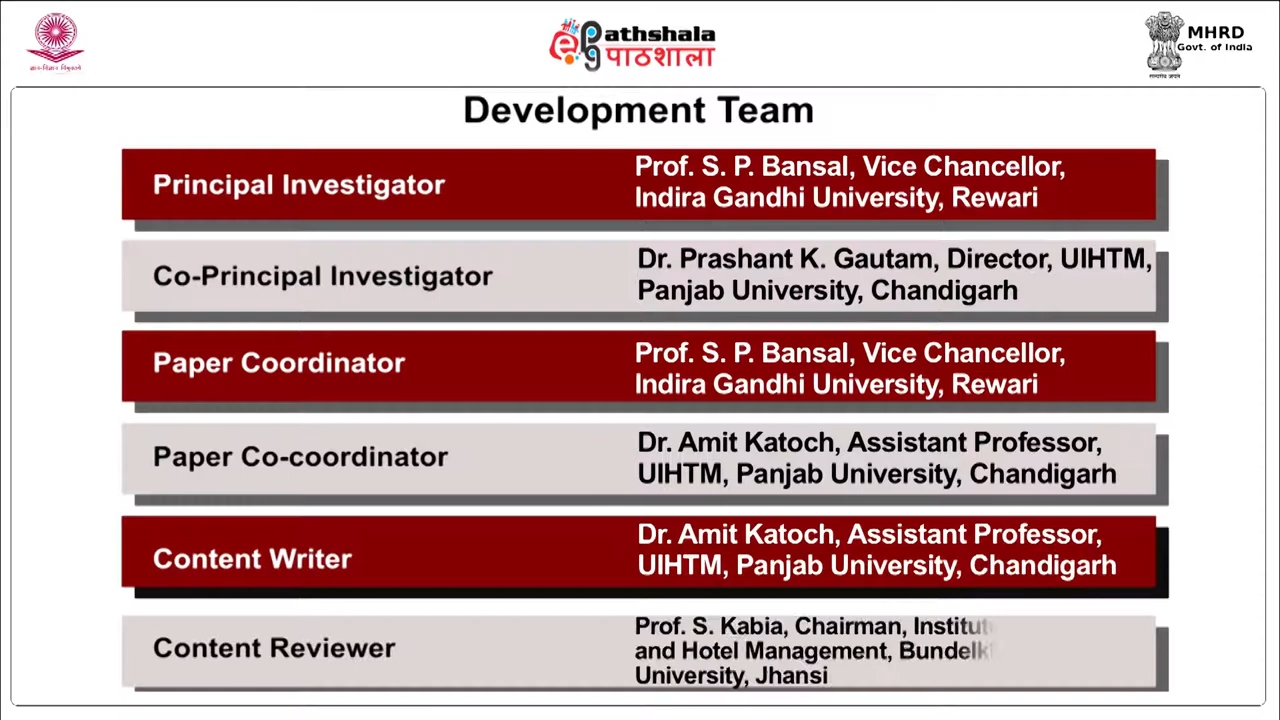 athshala
पाठशाला
MHRD
Govt. of India
सत्यमेव जयते
Development Team
Principal Investigator
Prof. S. P. Bansal, Vice Chancellor,
Indira Gandhi University, Rewari
Co-Principal Investigator
Dr. Prashant K. Gautam, Director, UIHTM,
Panjab University, Chandigarh
Paper Coordinator
Prof. S. P. Bansal, Vice Chancellor,
Indira Gandhi University, Rewari
Paper Co-coordinator
Dr. Amit Katoch, Assistant Professor,
UIHTM, Panjab University, Chandigarh
Content Writer
Dr. Amit Katoch, Assistant Professor,
UIHTM, Panjab University, Chandigarh
Content Reviewer
Prof. S. Kabia, Chairman,
and Hotel Management,
University, Jhansi